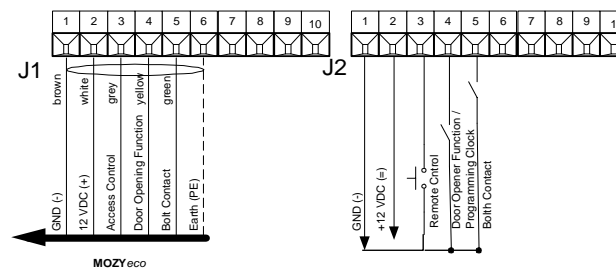 1 2 3 4 5 6 7 8 9 10
1 2 3 4 5 6 7 8 9
J1
J2
brown
white
grey
yellow
green
GND (-)
12 VDC (+)
Access Control
Door Opening Function
Bolt Contact
Earth (PE)
GND (-)
+12 VDC (=)
Remote Cntrol
Door Opener Function /
Programming Clock
Bolth Contact
MOZYeco